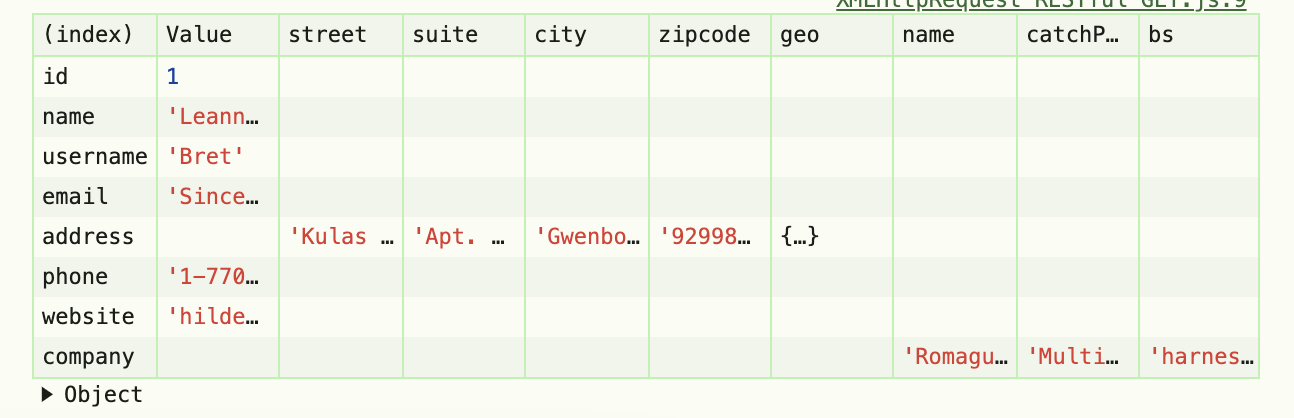 XMLHttpRequest RESTful GET.js:9
(index) Value street suite city zipcode geo name catchP… bs
id 1
name 'Leann…
username 'Bret'
email 'Since…
address 'Kulas … 'Apt. … 'Gwenbo… '92998… {…}
phone '1-770…
website 'hilde…
company 'Romagu… 'Multi… 'harnes…
▶ Object